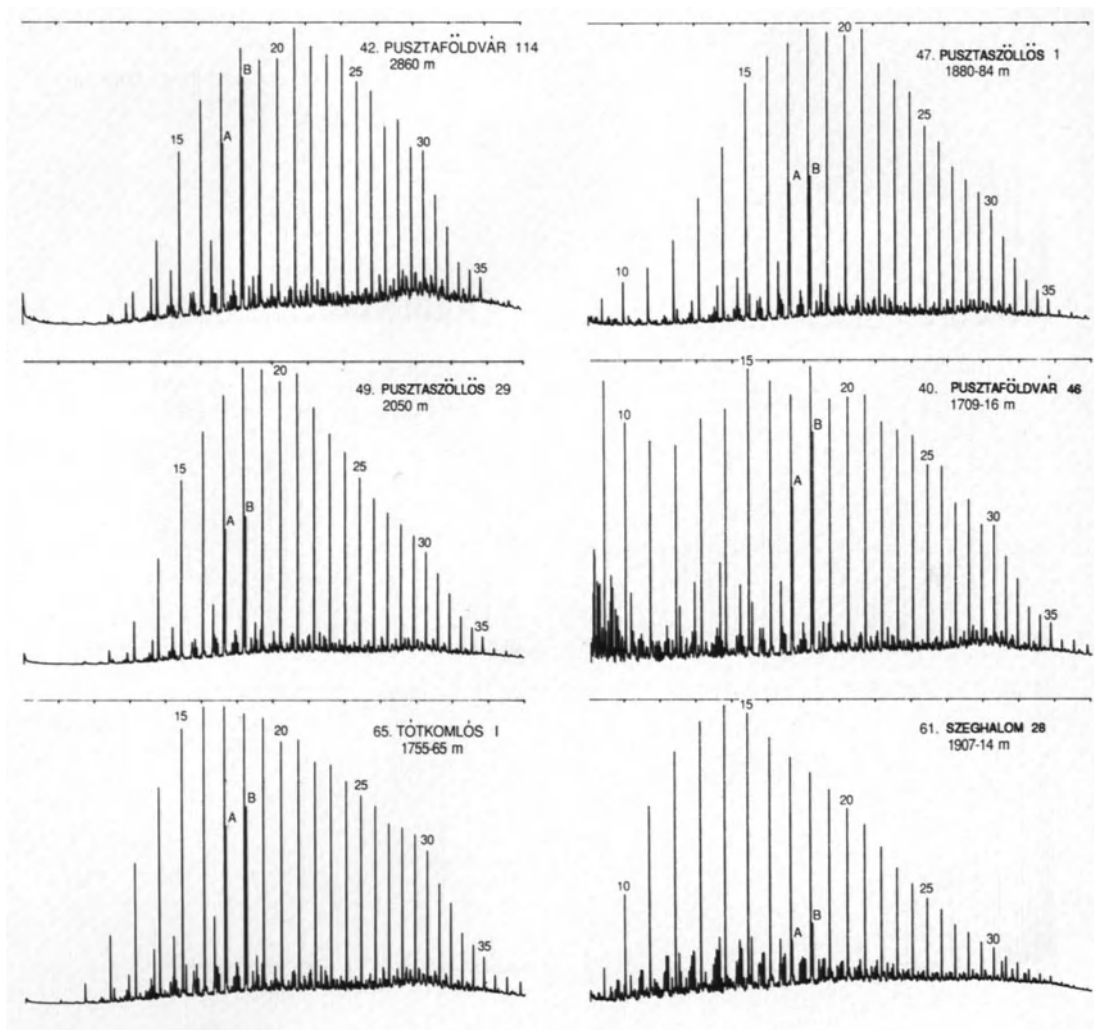 42. PUSZTAFÖLDVÁR 114
2860 m
15
A
B
20
25
30
35
47. PUSZTASZÖLLÖS 1
1880-84 m
10
15
A
B
20
25
30
35
49. PUSZTASZÖLLÖS 29
2050 m
15
A
B
20
25
30
35
40. PUSZTAFÖLDVÁR 46
1709-16 m
10
15
A
B
20
25
30
35
65. TÓTKOMLÓS I
1755-65 m
15
A
B
20
25
30
35
61. SZEGHALOM 28
1907-14 m
10
15
A
B
20
25
30